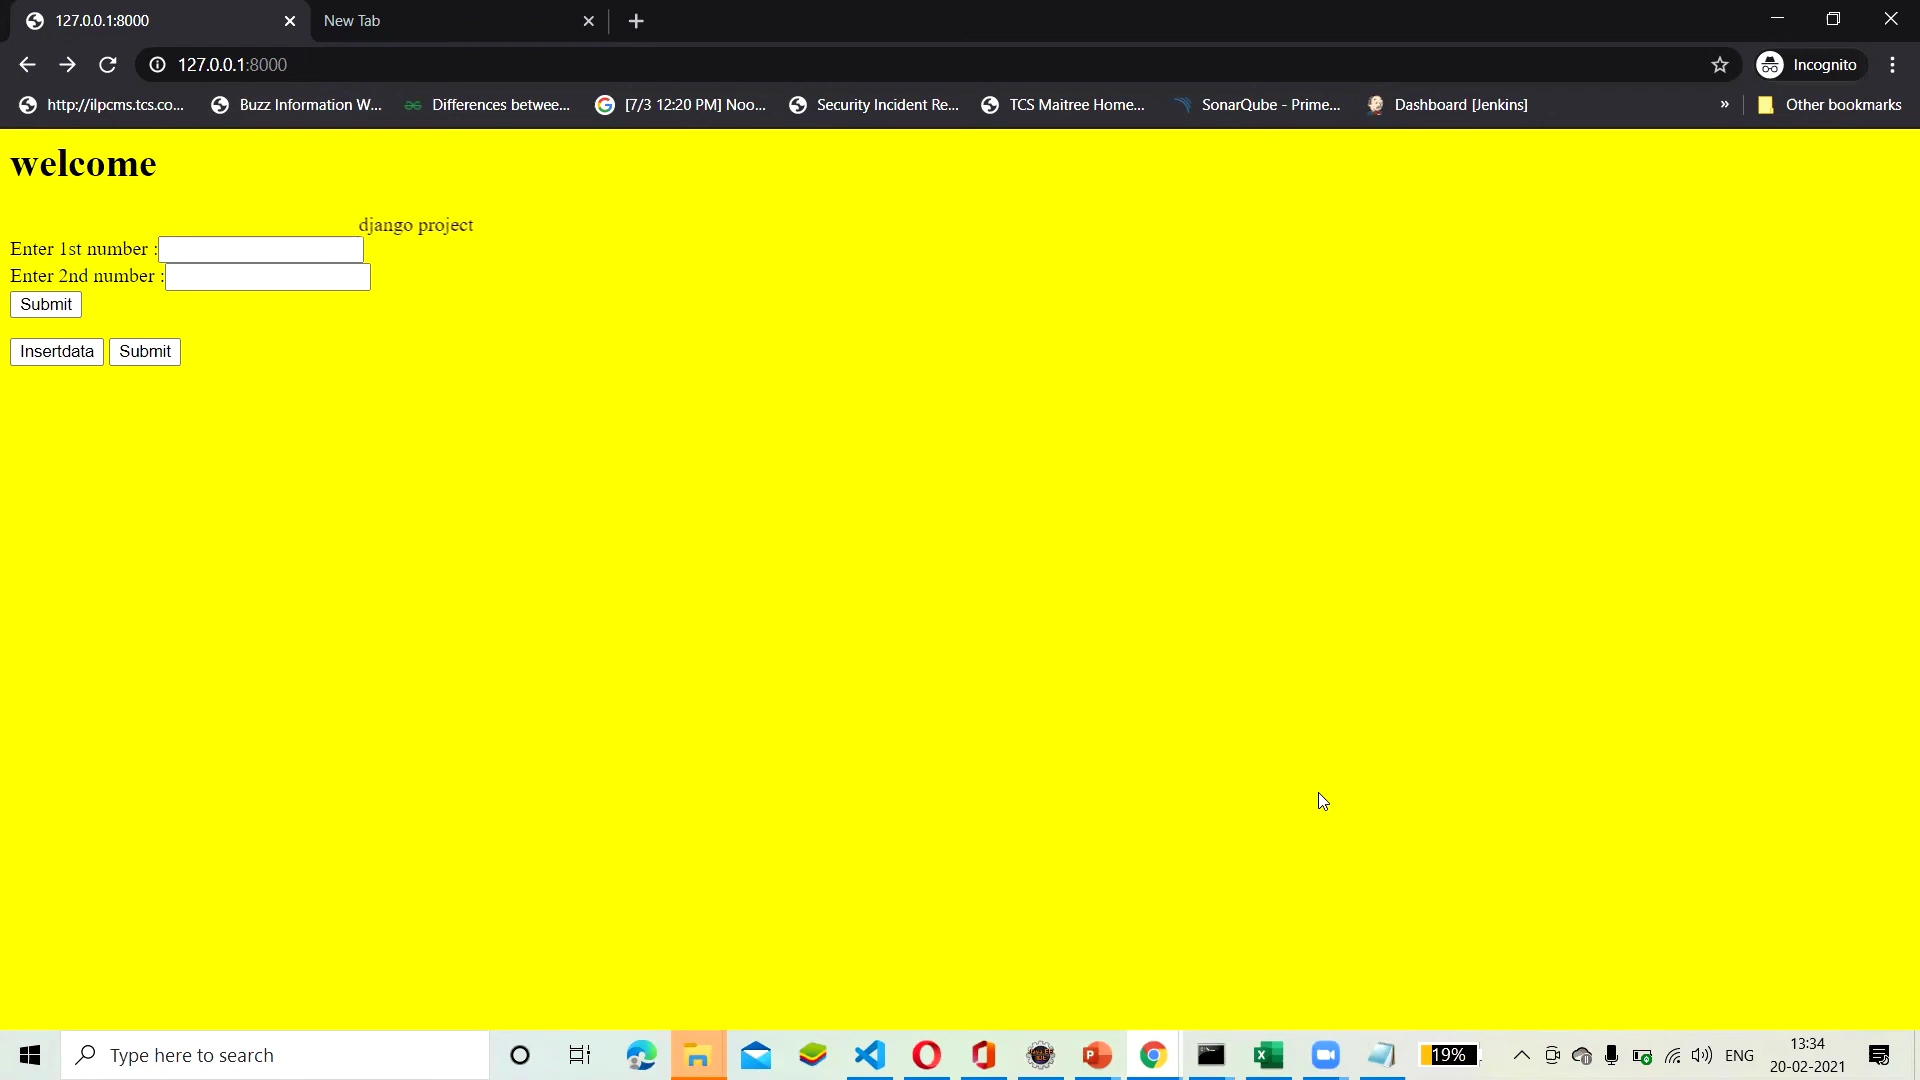 127.0.0.1:8000
New Tab
127.0.0.1:8000
Incognito
http://ilpcms.tcs.co...
Buzz Information W...
Differences betwee...
[7/3 12:20 PM] Noo...
Security Incident Re...
TCS Maitree Home...
SonarQube - Prime...
Dashboard [Jenkins]
»
Other bookmarks
welcome
django project
Enter 1st number :
Enter 2nd number :
Submit
Insertdata Submit
Type here to search
19%
ENG
13:34
20-02-2021